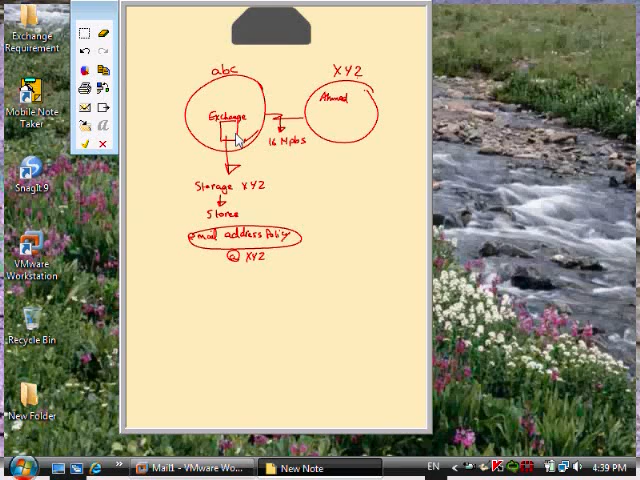 Exchange
Requirement
Mobile Note
Taker
SnagIt 9
VMware
Workstation
Recycle Bin
New Folder
abc
XYZ
Exchange
Ahmed
16 Mpbs
Storage XYZ
Stores
email address Policy
@ XYZ
Mail1 - VMware Wo...
New Note
EN
4:39 PM